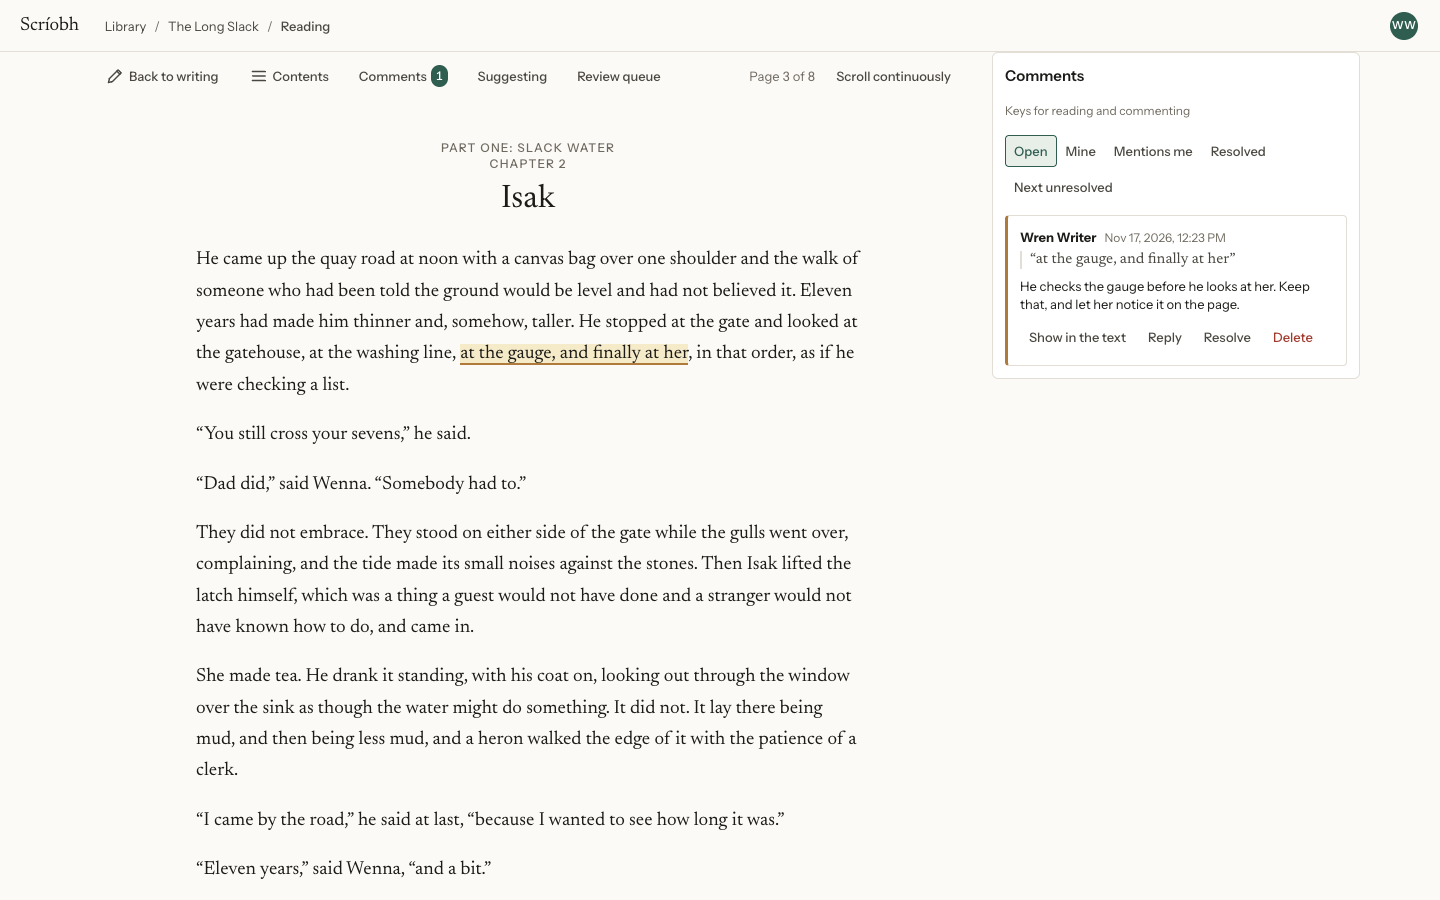 Scríobh
Library / The Long Slack / Reading
WW
Back to writing
Contents
Comments 1
Suggesting
Review queue
Page 3 of 8
Scroll continuously
PART ONE: SLACK WATER
CHAPTER 2
Isak
He came up the quay road at noon with a canvas bag over one shoulder and the walk of
someone who had been told the ground would be level and had not believed it. Eleven
years had made him thinner and, somehow, taller. He stopped at the gate and looked at
the gatehouse, at the washing line, at the gauge, and finally at her, in that order, as if he
were checking a list.
“You still cross your sevens,” he said.
“Dad did,” said Wenna. “Somebody had to.”
They did not embrace. They stood on either side of the gate while the gulls went over,
complaining, and the tide made its small noises against the stones. Then Isak lifted the
latch himself, which was a thing a guest would not have done and a stranger would not
have known how to do, and came in.
She made tea. He drank it standing, with his coat on, looking out through the window
over the sink as though the water might do something. It did not. It lay there being
mud, and then being less mud, and a heron walked the edge of it with the patience of a
clerk.
“I came by the road,” he said at last, “because I wanted to see how long it was.”
“Eleven years,” said Wenna, “and a bit.”
Comments
Keys for reading and commenting
Open
Mine
Mentions me
Resolved
Next unresolved
Wren Writer Nov 17, 2026, 12:23 PM
“at the gauge, and finally at her”
He checks the gauge before he looks at her. Keep
that, and let her notice it on the page.
Show in the text
Reply
Resolve
Delete